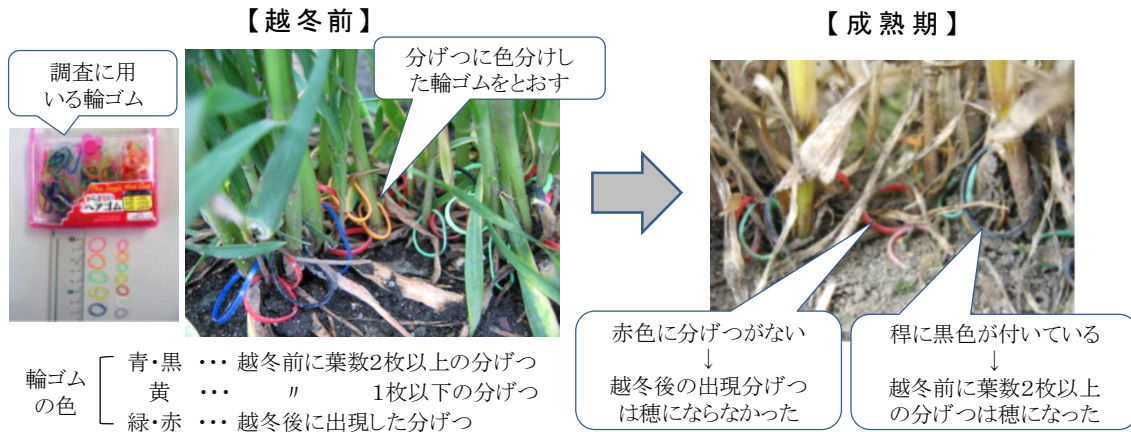 【越冬前】
【成熟期】
調査に用
いる輪ゴム
分げつに色分けし
た輪ゴムをとおす
赤色に分げつがない
↓
越冬後の出現分げつ
は穂にならなかった
稈に黒色が付いている
↓
越冬前に葉数2枚以上
の分げつは穂になった
輪ゴム
の色
青・黒 ・・・ 越冬前に葉数2枚以上の分げつ
黄 ・・・ 〃 1枚以下の分げつ
緑・赤 ・・・ 越冬後に出現した分げつ